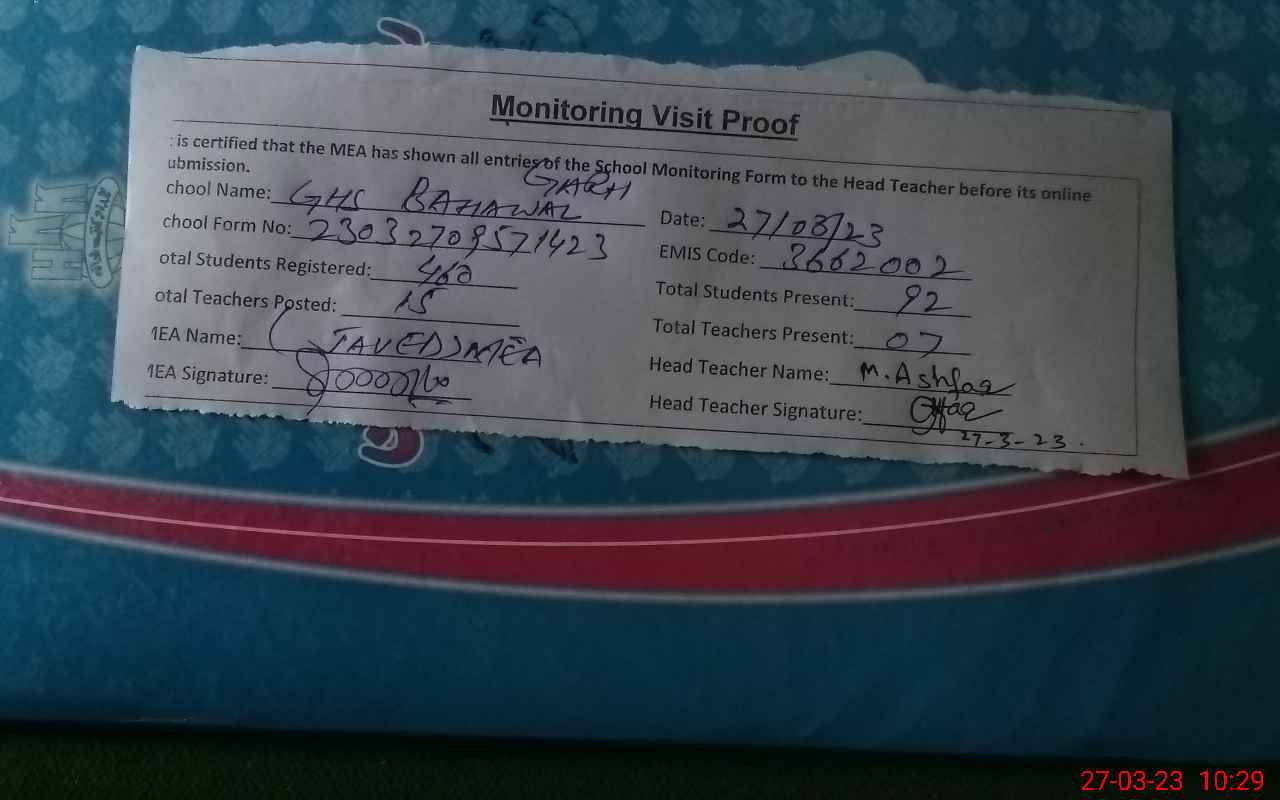 Monitoring Visit Proof
: is certified that the MEA has shown all entries of the School Monitoring Form to the Head Teacher before its online
ubmission.
chool Name: GHS BAHAWAL GARH
Date: 27/03/23
chool Form No: 23032709571423
EMIS Code: 3662002
otal Students Registered: 460
Total Students Present: 92
otal Teachers Posted: 15
Total Teachers Present: 07
MEA Name: (JAVED) MEA
Head Teacher Name: M. Ashfaq
MEA Signature:
Head Teacher Signature:
27-3-23.
27-03-23 10:29